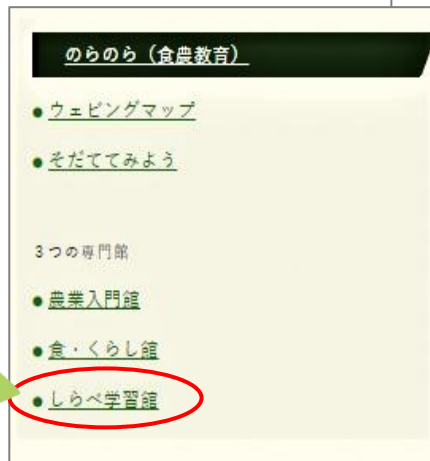 のらのら（食農教育）
●ウェビングマップ
●そだててみよう
３つの専門館
●農業入門館
●食・くらし館
●しらべ学習館